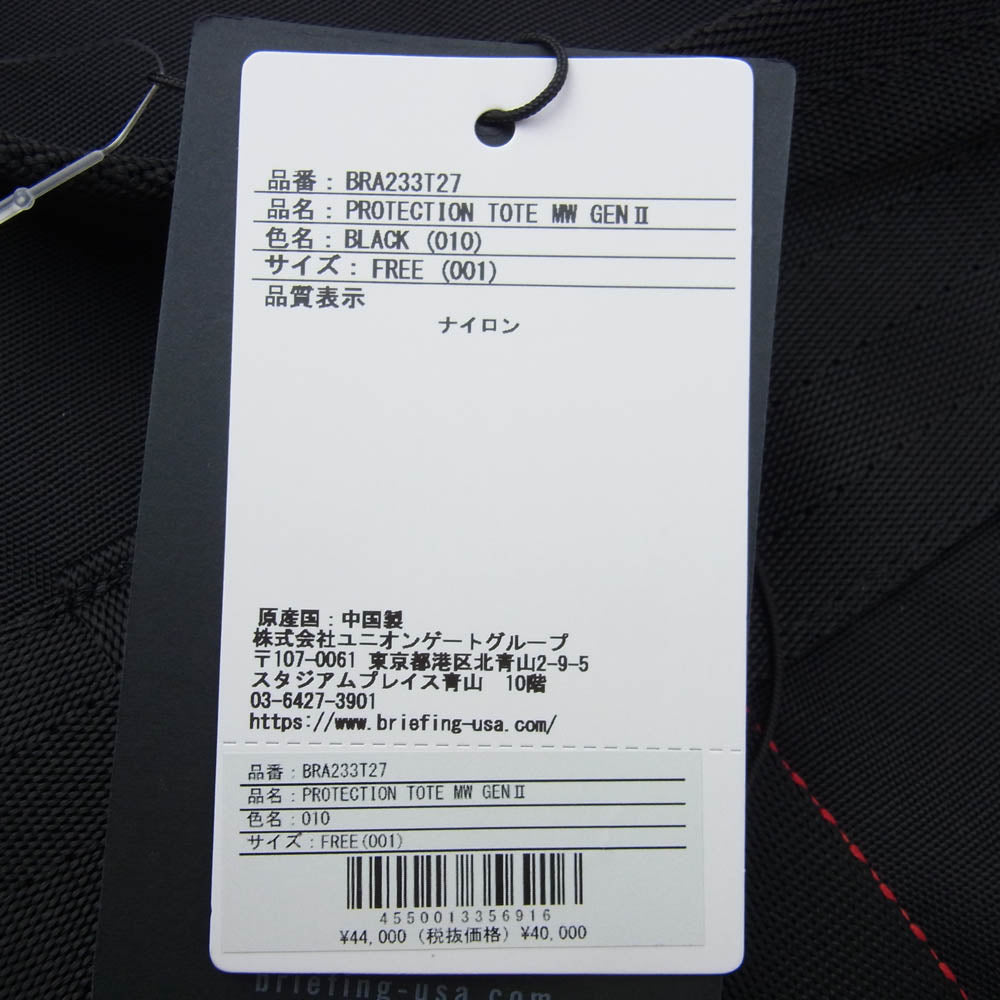 品番：BRA233T27
品名：PROTECTION TOTE MW GENⅡ
色名：BLACK (010)
サイズ：FREE (001)
品質表示
ナイロン
原産国：中国製
株式会社ユニオンゲートグループ
〒107-0061 東京都港区北青山2-9-5
スタジアムプレイス青山 10階
03-6427-3901
https://www.briefing-usa.com/
品番：BRA233T27
品名：PROTECTION TOTE MW GENⅡ
色名：010
サイズ：FREE(001)
4550013356916
¥44,000 (税抜価格) ¥40,000
briefing-usa.com